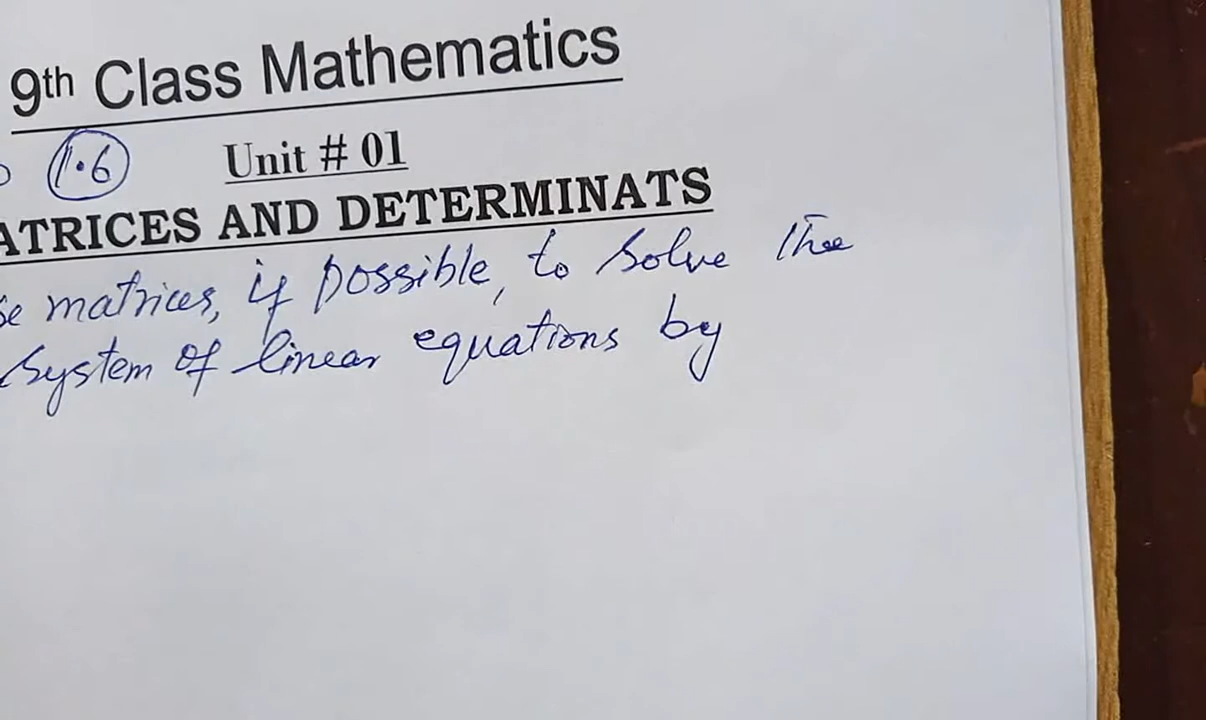 9th Class Mathematics
1.6 Unit # 01
ATRICES AND DETERMINATS
se matrices, if possible, to solve the
System of linear equations by